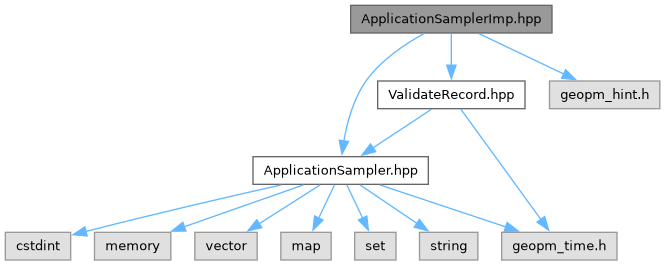 ApplicationSamplerImp.hpp
ValidateRecord.hpp
geopm_hint.h
ApplicationSampler.hpp
cstdint
memory
vector
map
set
string
geopm_time.h